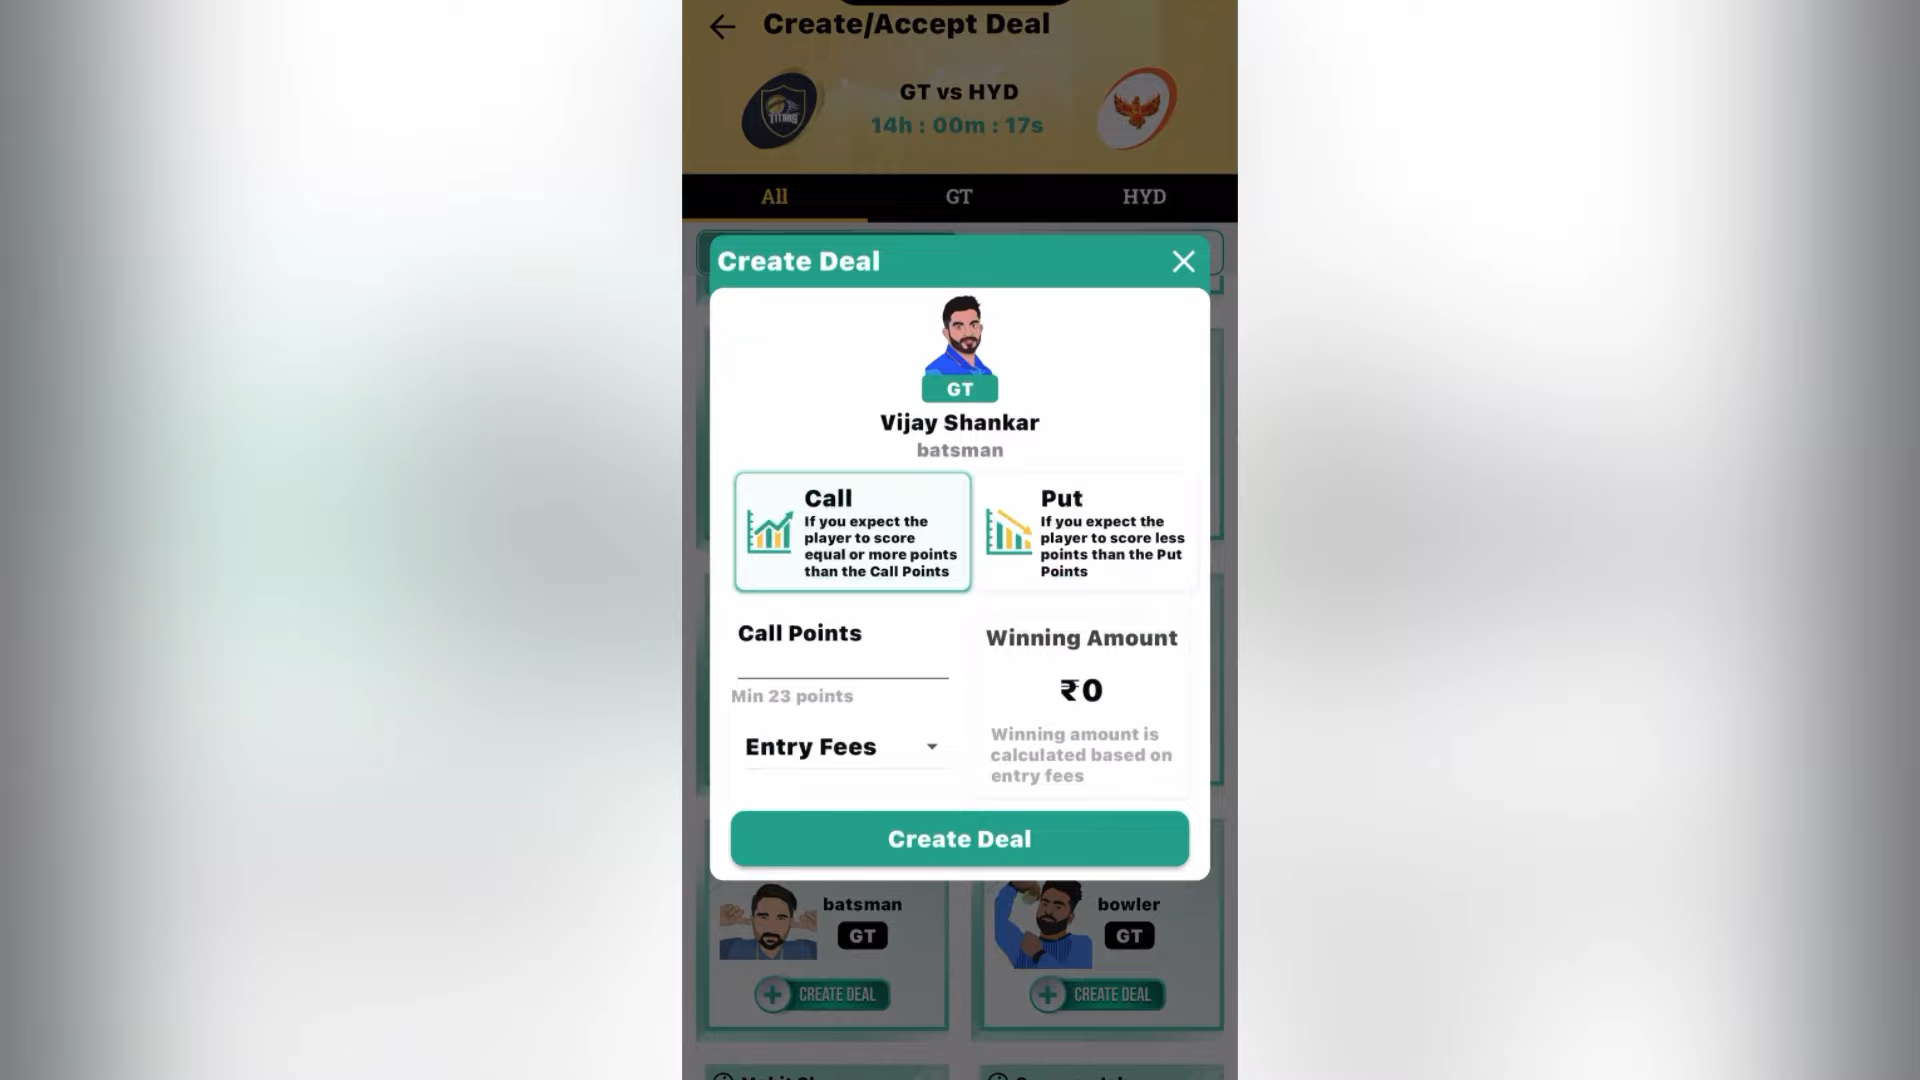 Create/Accept Deal
GT vs HYD
14h : 00m : 17s
TITANS
All
GT
HYD
Create Deal
GT
Vijay Shankar
batsman
Call
If you expect the
player to score
equal or more points
than the Call Points
Put
If you expect the
player to score less
points than the Put
Points
Call Points
Min 23 points
Entry Fees
Winning Amount
₹0
Winning amount is
calculated based on
entry fees
Create Deal
batsman
GT
CREATE DEAL
bowler
GT
CREATE DEAL